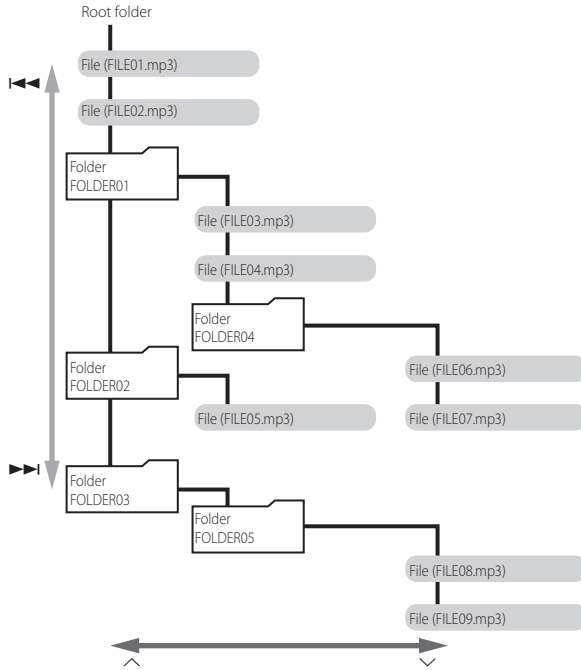 Root folder
File (FILE01.mp3)
File (FILE02.mp3)
Folder
FOLDER01
File (FILE03.mp3)
File (FILE04.mp3)
Folder
FOLDER04
File (FILE06.mp3)
File (FILE07.mp3)
Folder
FOLDER02
File (FILE05.mp3)
Folder
FOLDER03
Folder
FOLDER05
File (FILE08.mp3)
File (FILE09.mp3)